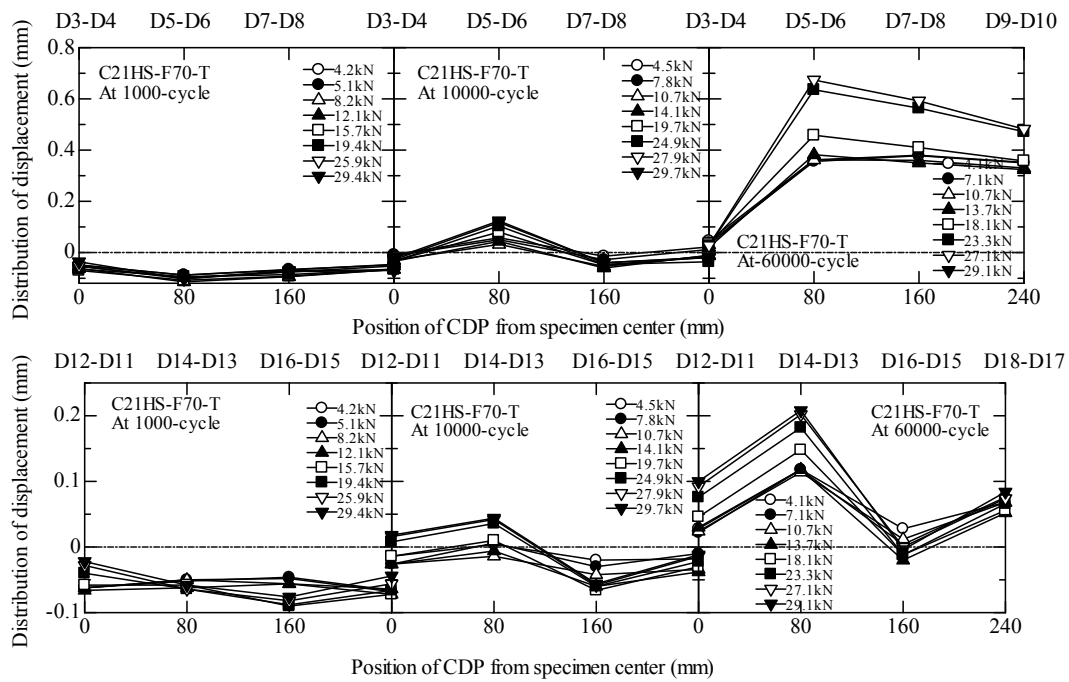 D3-D4 D5-D6 D7-D8 D3-D4 D5-D6 D7-D8 D3-D4 D5-D6 D7-D8 D9-D10
Distribution of displacement (mm)
0.8
0.6
0.4
0.2
0
C21HS-F70-T
At 1000-cycle
4.2kN
5.1kN
8.2kN
12.1kN
15.7kN
19.4kN
25.9kN
29.4kN
C21HS-F70-T
At 10000-cycle
4.5kN
7.8kN
10.7kN
14.1kN
19.7kN
24.9kN
27.9kN
29.7kN
C21HS-F70-T
At 60000-cycle
4.1kN
7.1kN
10.7kN
13.7kN
18.1kN
23.3kN
27.1kN
29.1kN
0 80 160 0 80 160 0 80 160 240
Position of CDP from specimen center (mm)
D12-D11 D14-D13 D16-D15 D12-D11 D14-D13 D16-D15 D12-D11 D14-D13 D16-D15 D18-D17
Distribution of displacement (mm)
0.2
0.1
0
-0.1
C21HS-F70-T
At 1000-cycle
4.2kN
5.1kN
8.2kN
12.1kN
15.7kN
19.4kN
25.9kN
29.4kN
C21HS-F70-T
At 10000-cycle
4.5kN
7.8kN
10.7kN
14.1kN
19.7kN
24.9kN
27.9kN
29.7kN
C21HS-F70-T
At 60000-cycle
4.1kN
7.1kN
10.7kN
13.7kN
18.1kN
23.3kN
27.1kN
29.1kN
0 80 160 0 80 160 0 80 160 240
Position of CDP from specimen center (mm)